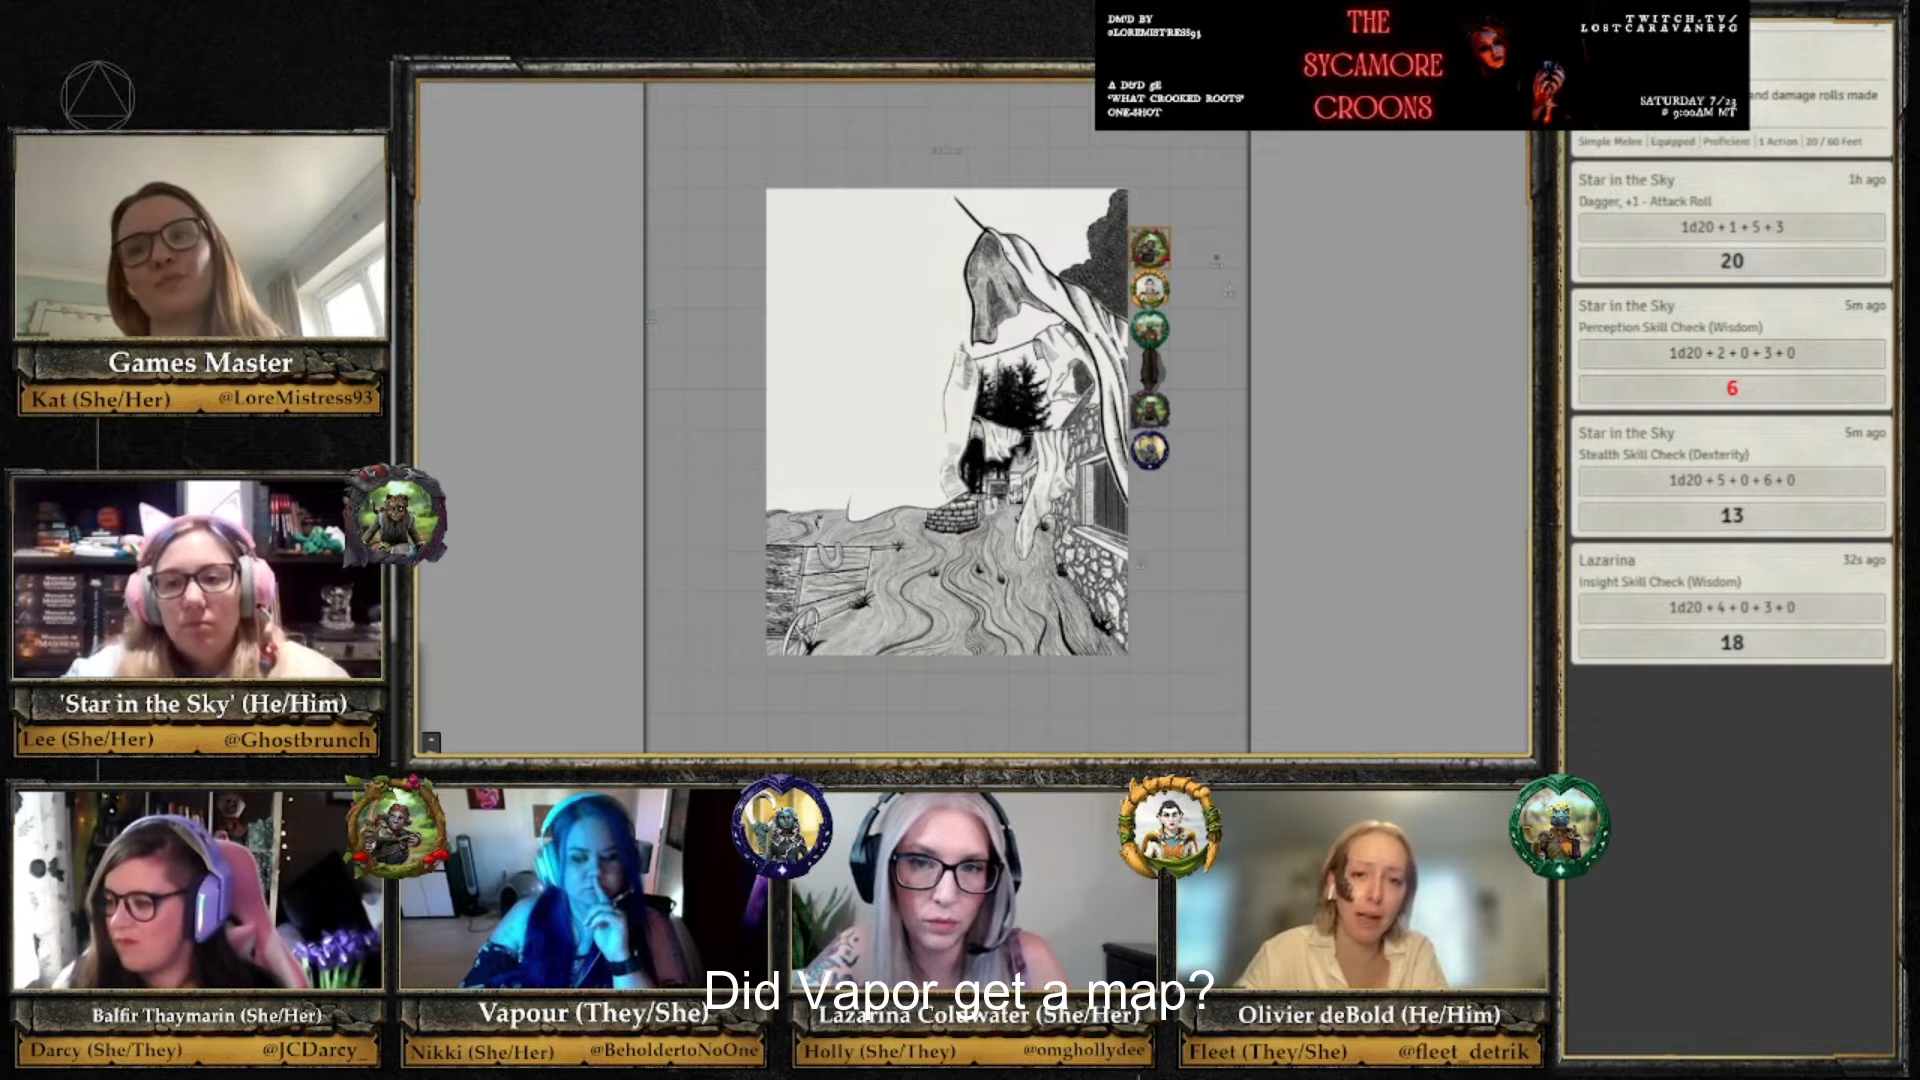 DM'D BY
@LOREMISTRESS93
A D&D 5E
'WHAT CROOKED ROOTS'
ONE-SHOT
THE
SYCAMORE
CROONS
TWITCH.TV/
LOSTCARAVANRPG
SATURDAY 7/23
@ 9:00AM MT
and damage rolls made
Simple Melee | Equipped | Proficient | 1 Action | 20 / 60 Feet
Star in the Sky 1h ago
Dagger, +1 - Attack Roll
1d20 + 1 + 5 + 3
20
Star in the Sky 5m ago
Perception Skill Check (Wisdom)
1d20 + 2 + 0 + 3 + 0
6
Star in the Sky 5m ago
Stealth Skill Check (Dexterity)
1d20 + 5 + 0 + 6 + 0
13
Lazarina 32s ago
Insight Skill Check (Wisdom)
1d20 + 4 + 0 + 3 + 0
18
Games Master
Kat (She/Her) @LoreMistress93
'Star in the Sky' (He/Him)
Lee (She/Her) @Ghostbrunch
Did Vapor get a map?
Balfir Thaymarin (She/Her)
Darcy (She/They) @JCDarcy_
Vapour (They/She)
Nikki (She/Her) @BeholdertoNoOne
Lazarina Coldwater (She/Her)
Holly (She/They) @omghollydee
Olivier deBold (He/Him)
Fleet (They/She) @fleet_detrik